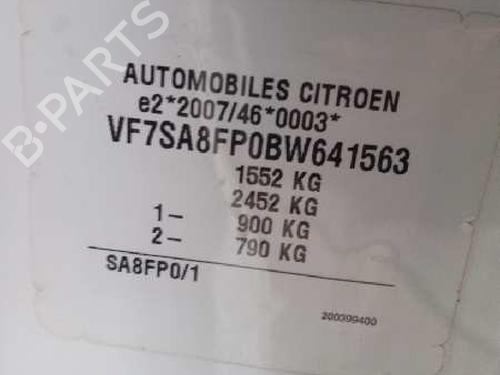 B-PARTS
AUTOMOBILES CITROEN
e2*2007/46*0003*
VF7SA8FP0BW641563
1552 KG
2452 KG
1- 900 KG
2- 790 KG
SA8FP0/1
200399400